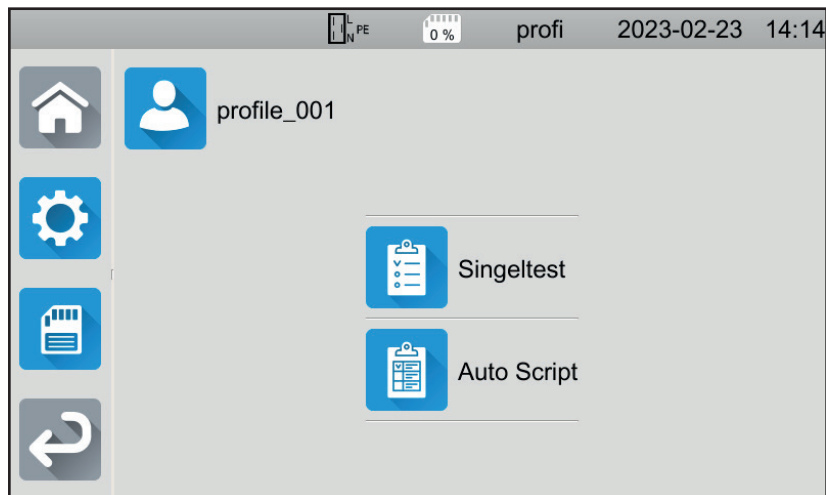 L N PE 0 % profi 2023-02-23 14:14
profile_001
Singeltest
Auto Script